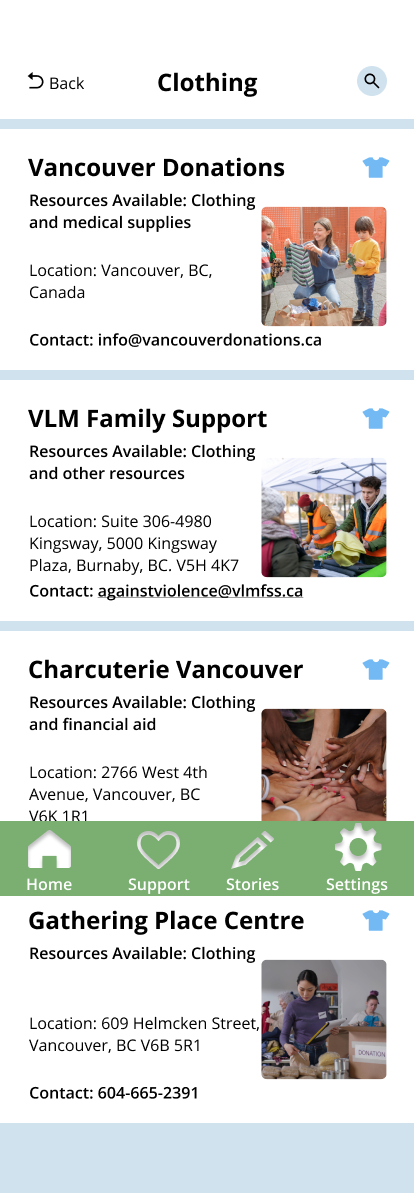 Back
Clothing
Vancouver Donations
Resources Available: Clothing
and medical supplies
Location: Vancouver, BC,
Canada
Contact: info@vancouverdonations.ca
VLM Family Support
Resources Available: Clothing
and other resources
Location: Suite 306-4980
Kingsway, 5000 Kingsway
Plaza, Burnaby, BC. V5H 4K7
Contact: againstviolence@vlmfss.ca
Charcuterie Vancouver
Resources Available: Clothing
and financial aid
Location: 2766 West 4th
Avenue, Vancouver, BC
V6K 1R1
Home Support Stories Settings
Gathering Place Centre
Resources Available: Clothing
Location: 609 Helmcken Street,
Vancouver, BC V6B 5R1
DONATION
Contact: 604-665-2391